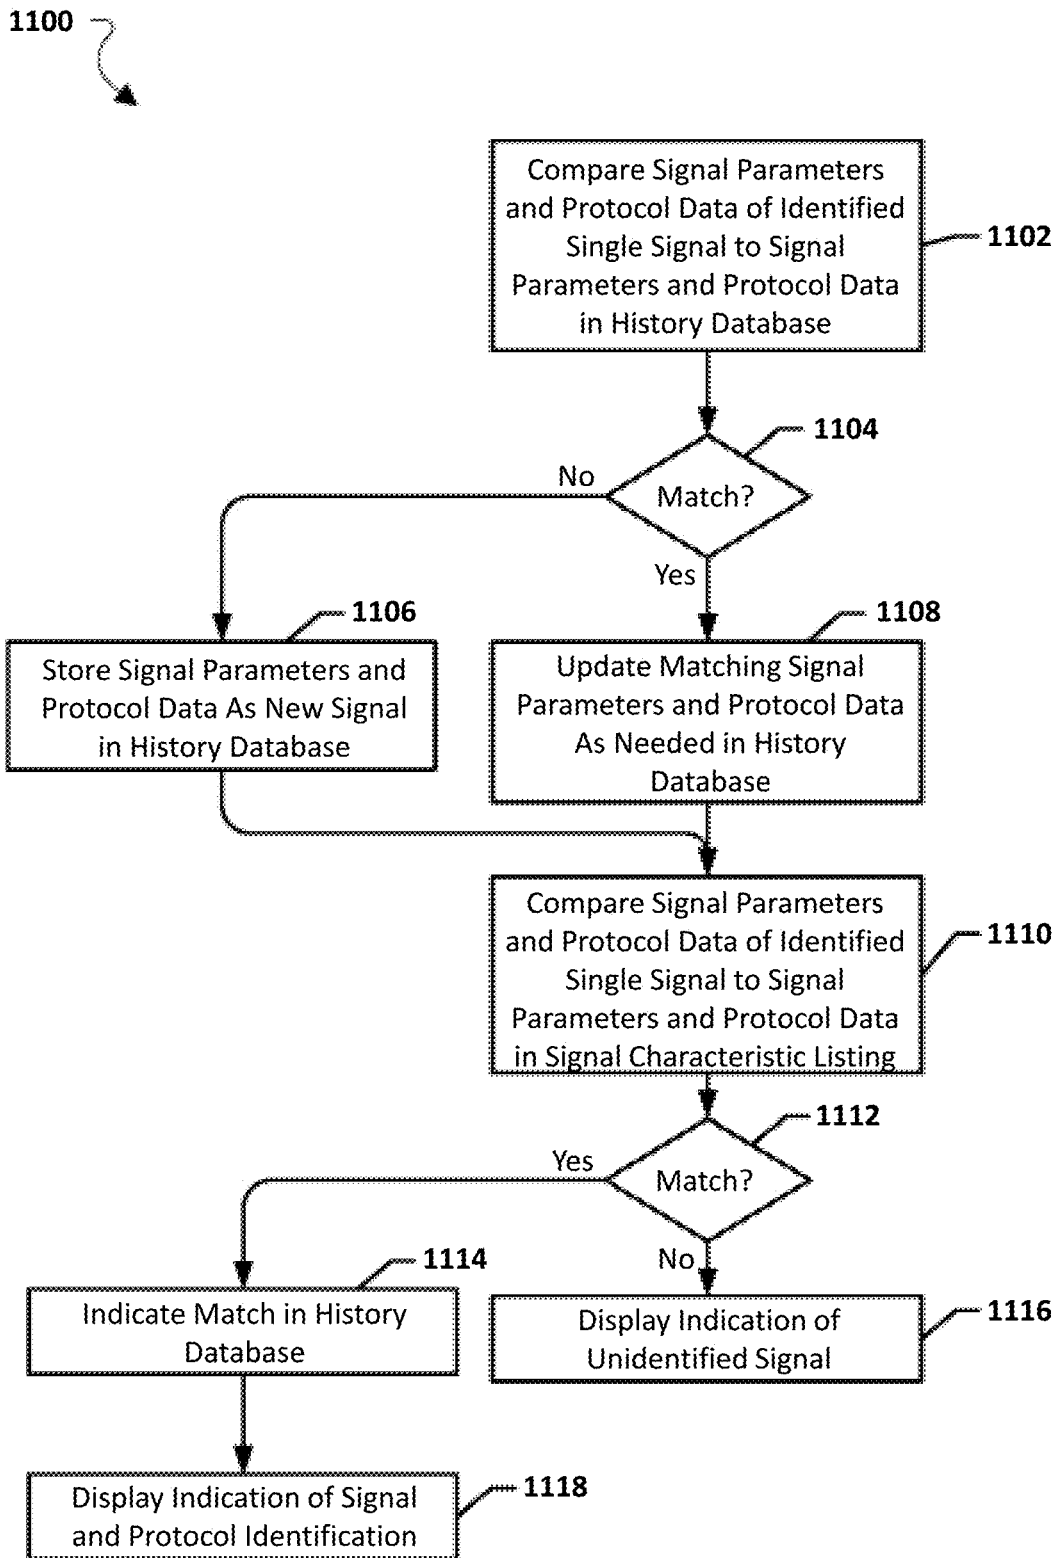 1100
Compare Signal Parameters
and Protocol Data of Identified
Single Signal to Signal
Parameters and Protocol Data
in History Database
1102
1104
Match?
No
Yes
1106
Store Signal Parameters and
Protocol Data As New Signal
in History Database
1108
Update Matching Signal
Parameters and Protocol Data
As Needed in History
Database
Compare Signal Parameters
and Protocol Data of Identified
Single Signal to Signal
Parameters and Protocol Data
in Signal Characteristic Listing
1110
1112
Match?
Yes
No
1114
Indicate Match in History
Database
Display Indication of
Unidentified Signal
1116
Display Indication of Signal
and Protocol Identification
1118